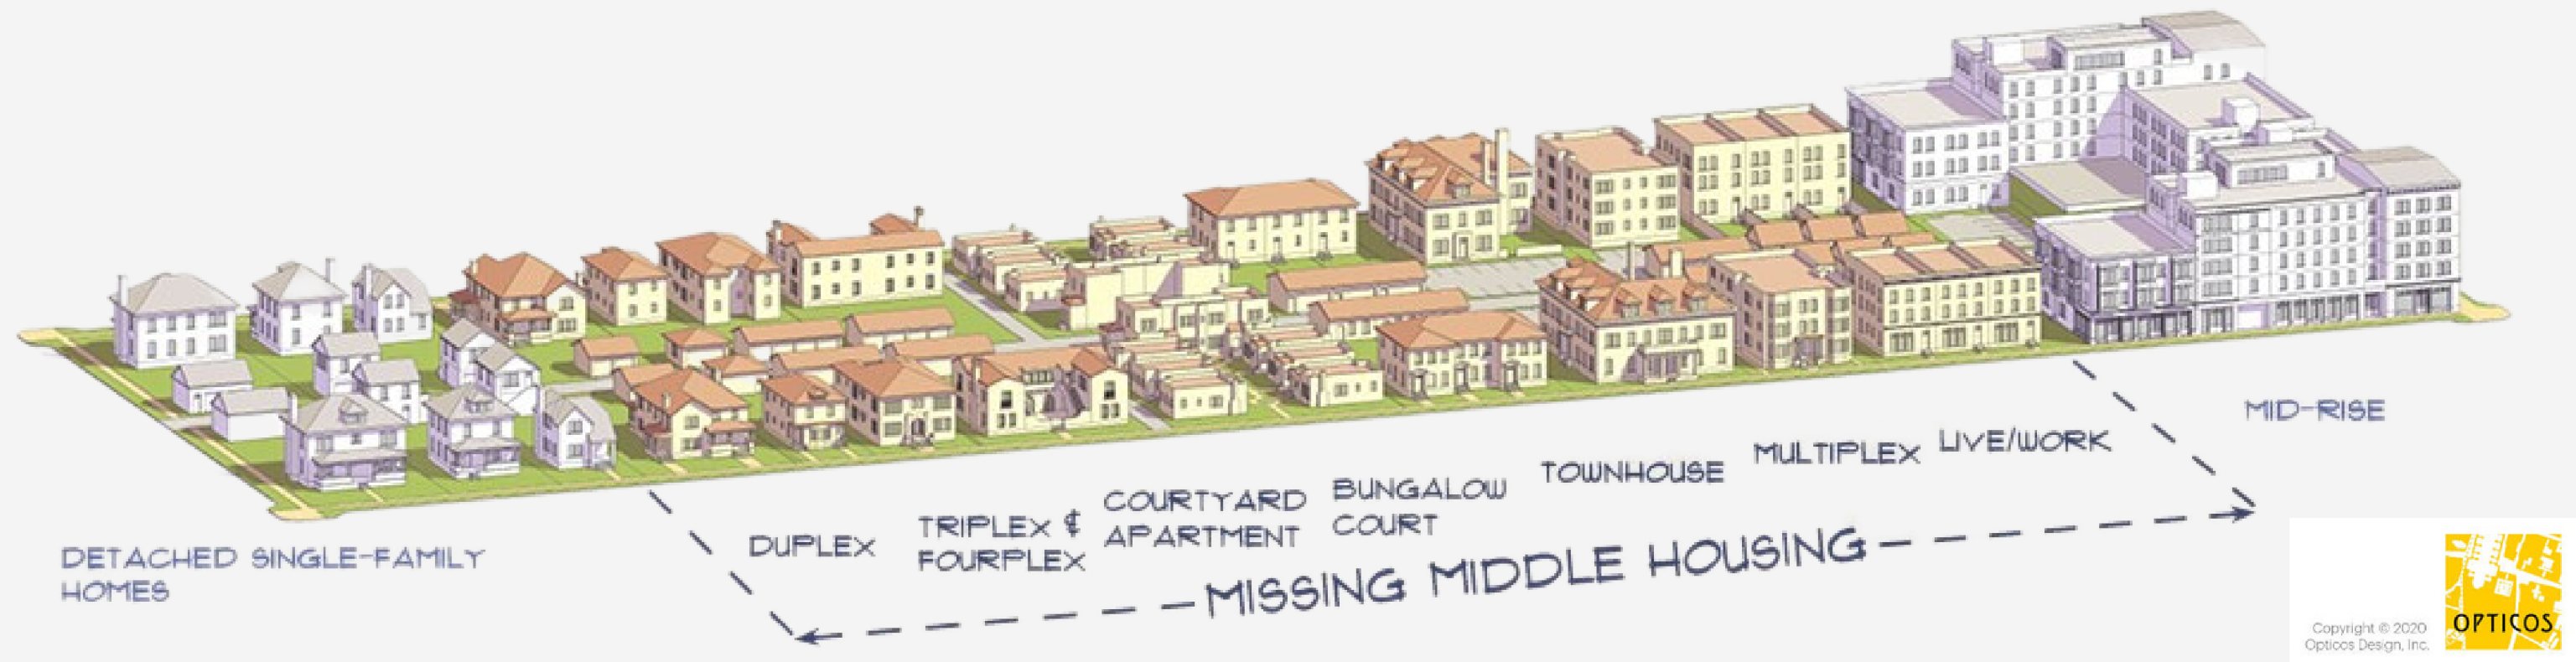 DETACHED SINGLE-FAMILY
HOMES
DUPLEX
TRIPLEX &
FOURPLEX
COURTYARD
APARTMENT
BUNGALOW
COURT
TOWNHOUSE
MULTIPLEX
LIVE/WORK
MID-RISE
MISSING MIDDLE HOUSING
Copyright © 2020
Opticos Design, Inc.
OPTICOS